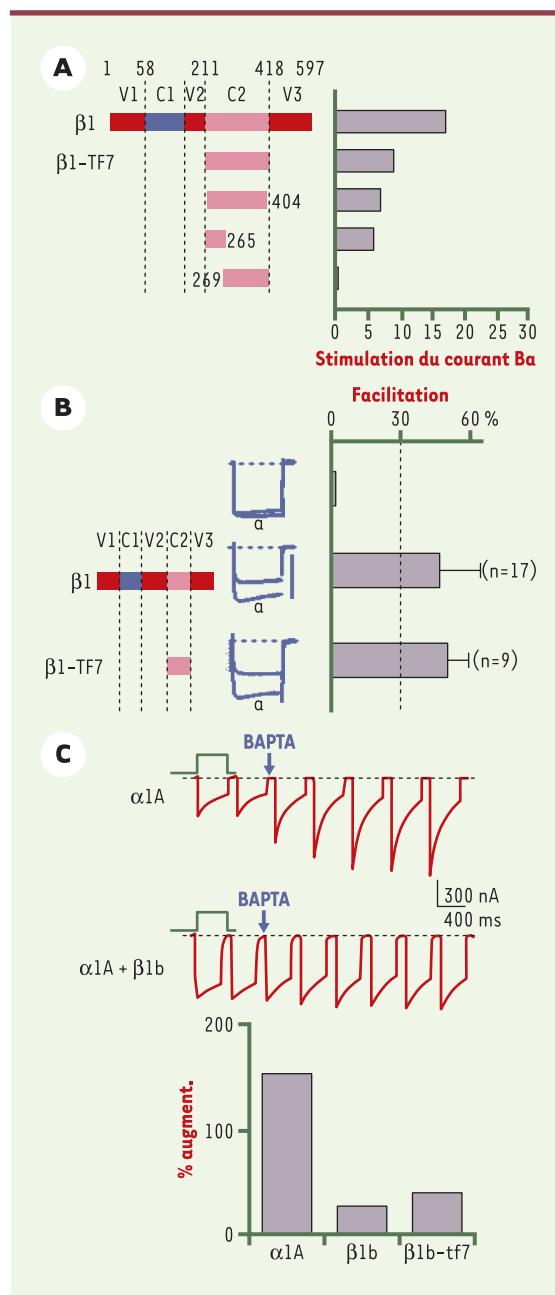 A
1 58 211 418 597
V1 C1 V2 C2 V3
β1
β1-TF7
404
265
269
0 5 10 15 20 25 30
Stimulation du courant Ba
B
Facilitation
0 30 60 %
α
V1 C1 V2 C2 V3
β1
α
(n=17)
β1-TF7
α
(n=9)
C
BAPTA
α1A
300 nA
400 ms
BAPTA
α1A + β1b
200
100
0
% augment.
α1A β1b β1b-tf7